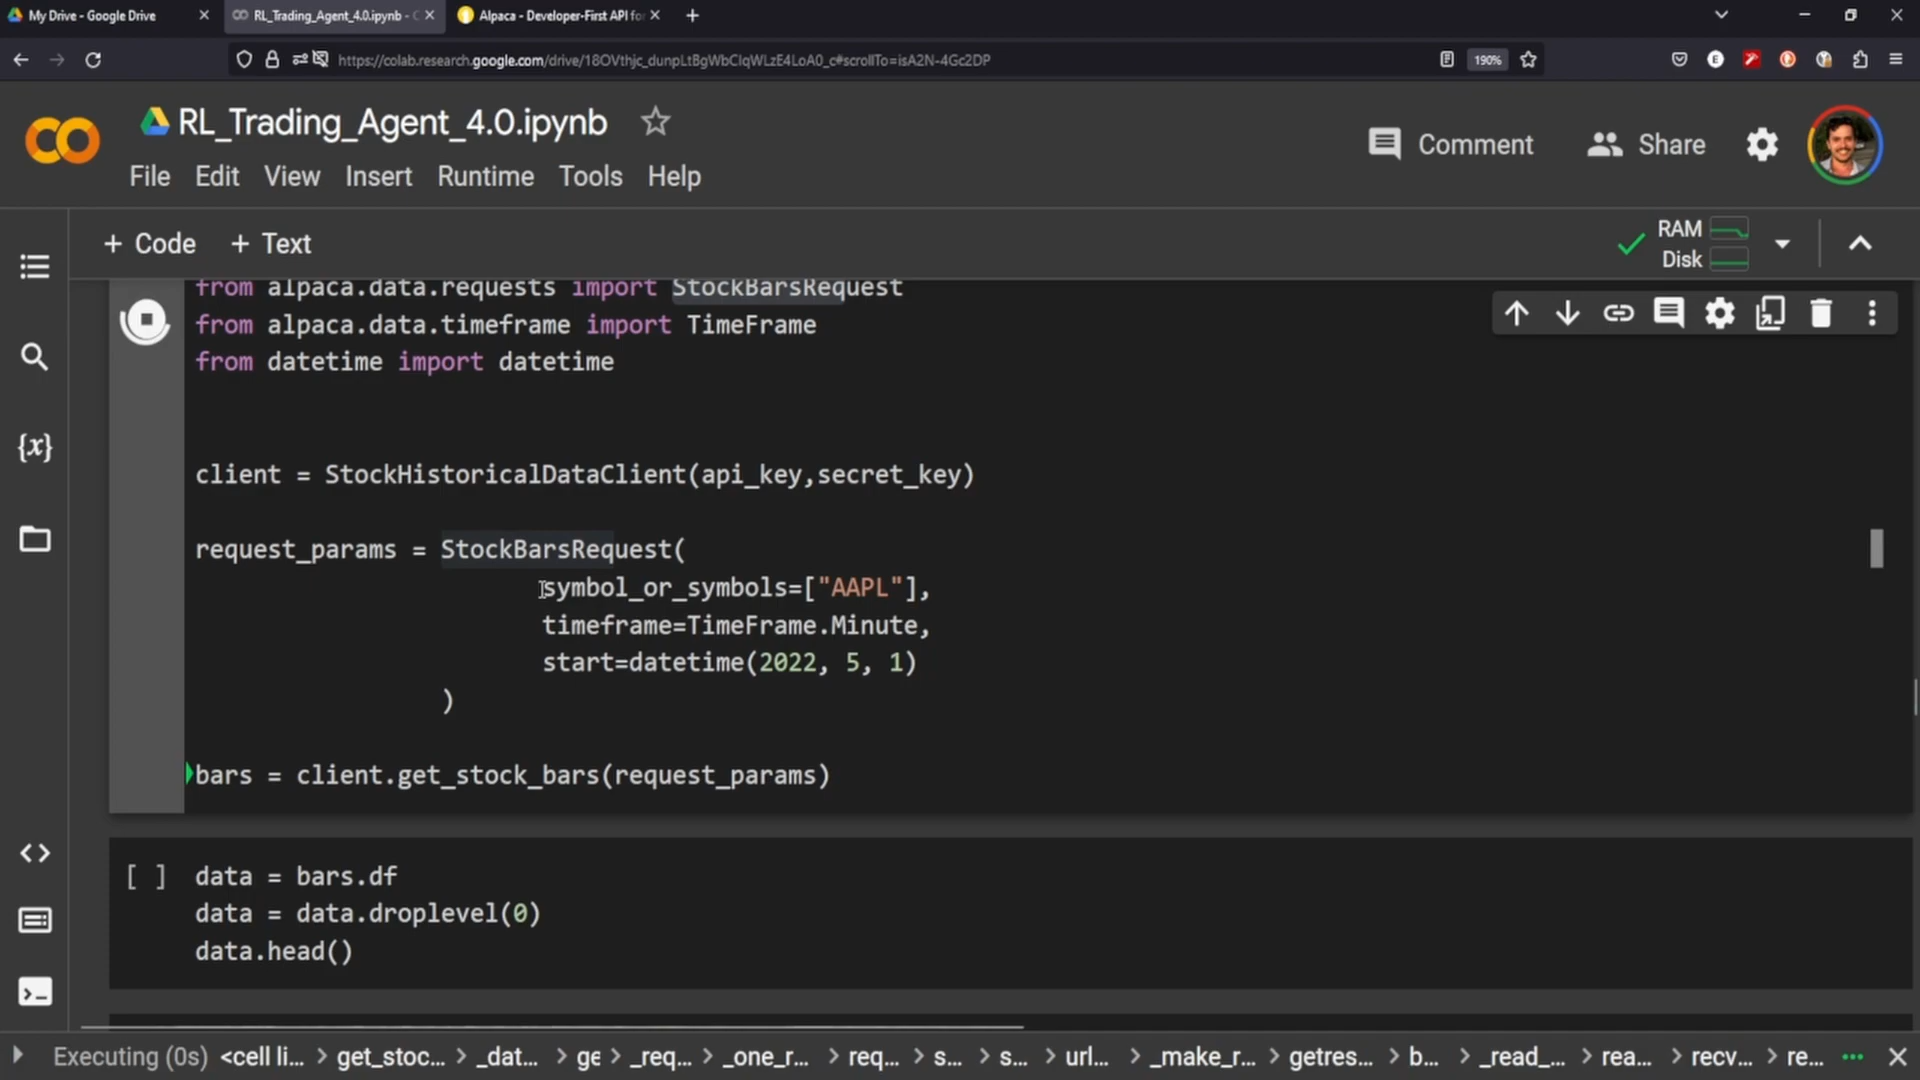 My Drive - Google Drive
RL_Trading_Agent_4.0.ipynb - C
Alpaca - Developer-First API for
https://colab.research.google.com/drive/18OVthjc_dunpLtBgWbClqWLzE4LoA0_c#scrollTo=isA2N-4Gc2DP
190%
RL_Trading_Agent_4.0.ipynb
Comment
Share
File Edit View Insert Runtime Tools Help
+ Code + Text
RAM
Disk
from alpaca.data.requests import StockBarsRequest
from alpaca.data.timeframe import TimeFrame
from datetime import datetime
client = StockHistoricalDataClient(api_key,secret_key)
request_params = StockBarsRequest(
symbol_or_symbols=["AAPL"],
timeframe=TimeFrame.Minute,
start=datetime(2022, 5, 1)
)
bars = client.get_stock_bars(request_params)
[ ] data = bars.df
data = data.droplevel(0)
data.head()
Executing (0s) <cell li... > get_stoc... > _dat... > ge > _req... > _one_r... > req... > s... > s... > url... > _make_r... > getres... > b... > _read_... > rea... > recv... > re...